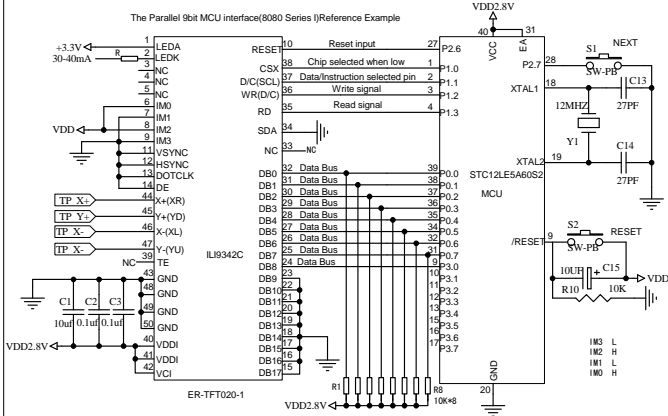 The Parallel 9bit MCU interface(8080 Series I)Reference Example
VDD2.8V
+3.3V
30-40mA
R
1 LEDA
2 LEDK
3 NC
4 NC
5 NC
6 IM0
7 IM1
8 IM2
9 IM3
11 VSYNC
12 HSYNC
13 DOTCLK
14 DE
44 X+(XR)
45 Y+(YD)
46 X-(XL)
47 Y-(YU)
39 TE
43 GND
48 GND
49 GND
50 GND
40 VDDI
41 VDDI
42 VCI
VDD
TP X+
TP Y+
TP X-
TP X-
NC
C1 C2 C3
10uf 0.1uf 0.1uf
VDD2.8V
ILI9342C
ER-TFT020-1
RESET 10 Reset input 27 P2.6
CSX 38 Chip selected when low 1 P1.0
D/C(SCL) 37 Data/Instruction selected pin 2 P1.1
WR(D/C) 36 Write signal 3 P1.2
RD 35 Read signal 4 P1.3
SDA 34
NC 33 NC
DB0 32 Data Bus 39 P0.0
DB1 31 Data Bus 38 P0.1
DB2 30 Data Bus 37 P0.2
DB3 29 Data Bus 36 P0.3
DB4 28 Data Bus 35 P0.4
DB5 27 Data Bus 34 P0.5
DB6 26 Data Bus 32 P0.6
DB7 25 Data Bus 31 P0.7
DB8 24 Data Bus 9 P3.0
DB9 23 10 P3.1
DB10 22 11 P3.2
DB11 21 12 P3.3
DB12 20 13 P3.4
DB13 19 14 P3.5
DB14 18 15 P3.6
DB15 17 16 P3.7
DB16 16 17
DB17 15
R1
R8
10K*8
VDD2.8V
40 31
VCC
EA
STC12LE5A60S2
MCU
P2.7 28
XTAL1 18
XTAL2 19
/RESET 9
GND
20
S1 NEXT
SW-PB
C13
27PF
12MHZ
Y1
C14
27PF
S2 RESET
SW-PB
10UF + C15
R10 10K
VDD
IM3 L
IM2 H
IM1 L
IM0 H